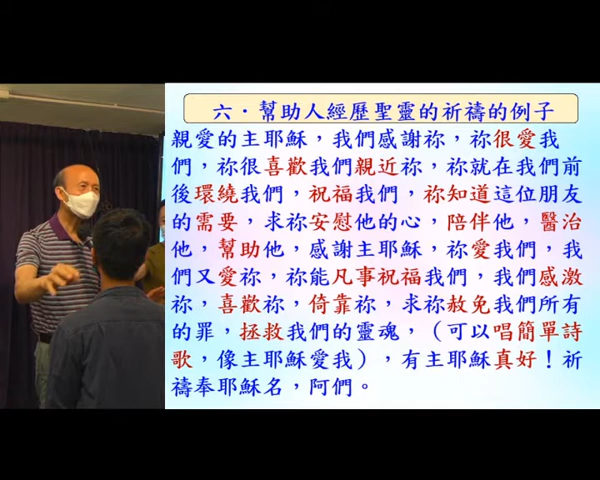 六．幫助人經歷聖靈的祈禱的例子
親愛的主耶穌，我們感謝祢，祢很愛我
們，祢很喜歡我們親近祢，祢就在我們前
後環繞我們，祝福我們，祢知道這位朋友
的需要，求祢安慰他的心，陪伴他，醫治
他，幫助他，感謝主耶穌，祢愛我們，我
們又愛祢，祢能凡事祝福我們，我們感激
祢，喜歡祢，倚靠祢，求祢赦免我們所有
的罪，拯救我們的靈魂，（可以唱簡單詩
歌，像主耶穌愛我），有主耶穌真好！祈
禱奉耶穌名，阿們。